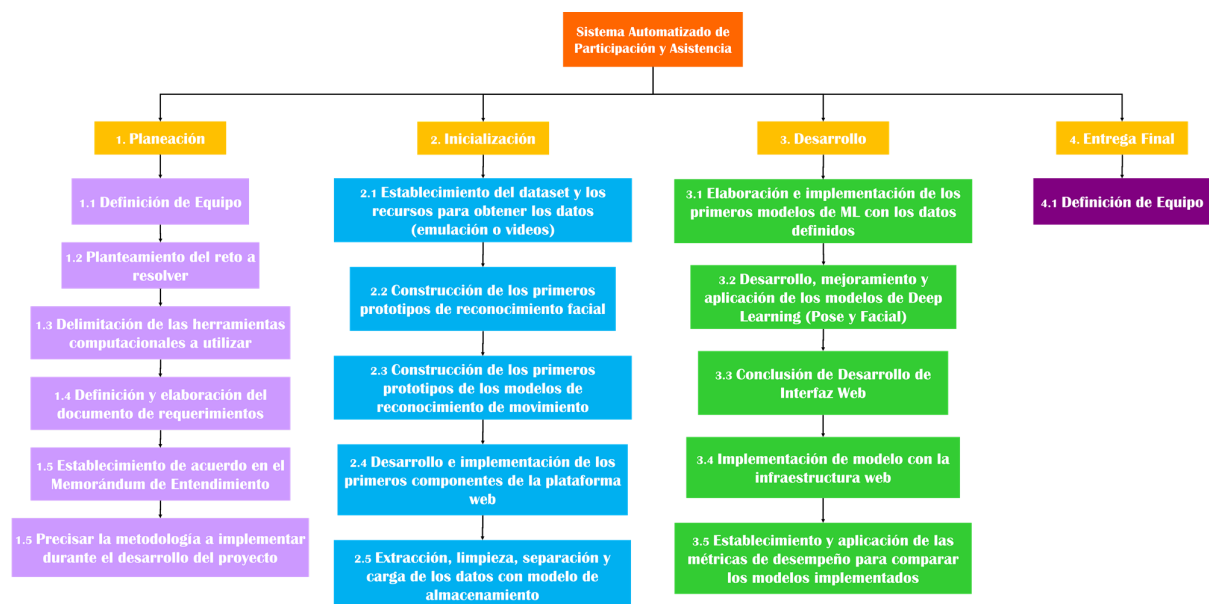 Sistema Automatizado de
Participación y Asistencia
1. Planeación
1.1 Definición de Equipo
1.2 Planteamiento del reto a
resolver
1.3 Delimitación de las herramientas
computacionales a utilizar
1.4 Definición y elaboración del
documento de requerimientos
1.5 Establecimiento de acuerdo en el
Memorándum de Entendimiento
1.5 Precisar la metodología a implementar
durante el desarrollo del proyecto
2. Inicialización
2.1 Establecimiento del dataset y los
recursos para obtener los datos
(emulación o videos)
2.2 Construcción de los primeros
prototipos de reconocimiento facial
2.3 Construcción de los primeros
prototipos de los modelos de
reconocimiento de movimiento
2.4 Desarrollo e implementación de los
primeros componentes de la plataforma
web
2.5 Extracción, limpieza, separación y
carga de los datos con modelo de
almacenamiento
3. Desarrollo
3.1 Elaboración e implementación de los
primeros modelos de ML con los datos
definidos
3.2 Desarrollo, mejoramiento y
aplicación de los modelos de Deep
Learning (Pose y Facial)
3.3 Conclusión de Desarrollo de
Interfaz Web
3.4 Implementación de modelo con la
infraestructura web
3.5 Establecimiento y aplicación de las
métricas de desempeño para comparar
los modelos implementados
4. Entrega Final
4.1 Definición de Equipo